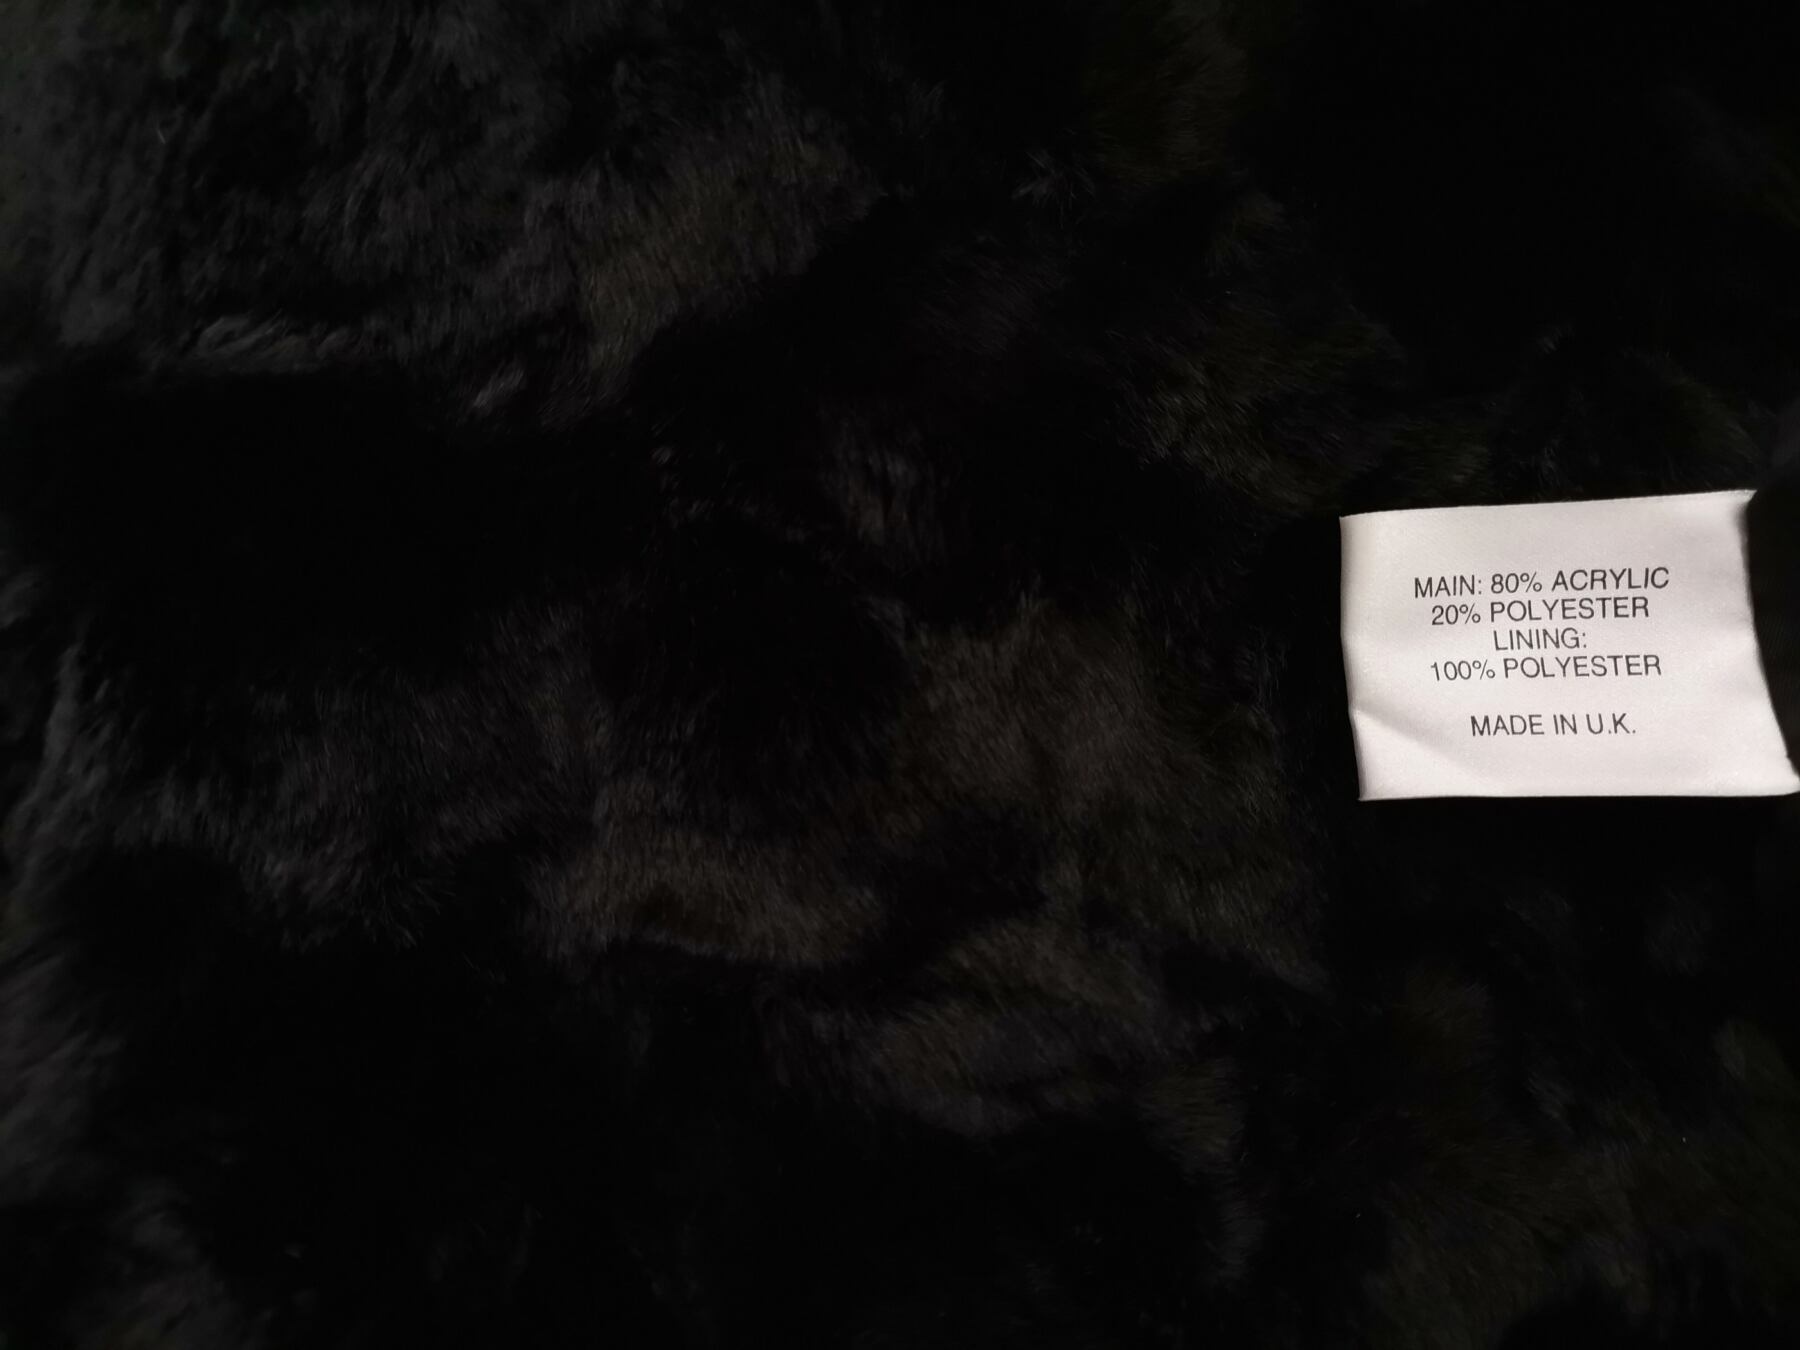 MAIN: 80% ACRYLIC
20% POLYESTER
LINING:
100% POLYESTER
MADE IN U.K.